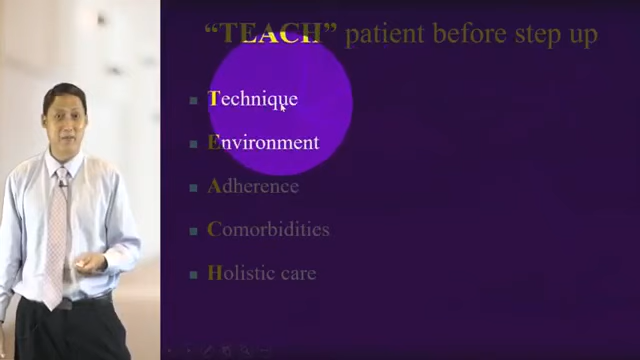 “TEACH” patient before step up
Technique
Environment
Adherence
Comorbidities
Holistic care